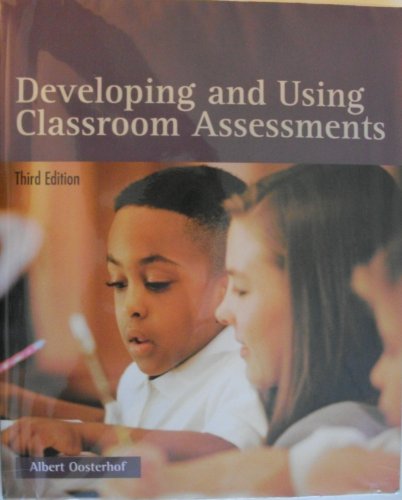 Developing and Using
Classroom Assessments
Third Edition
Albert Oosterhof